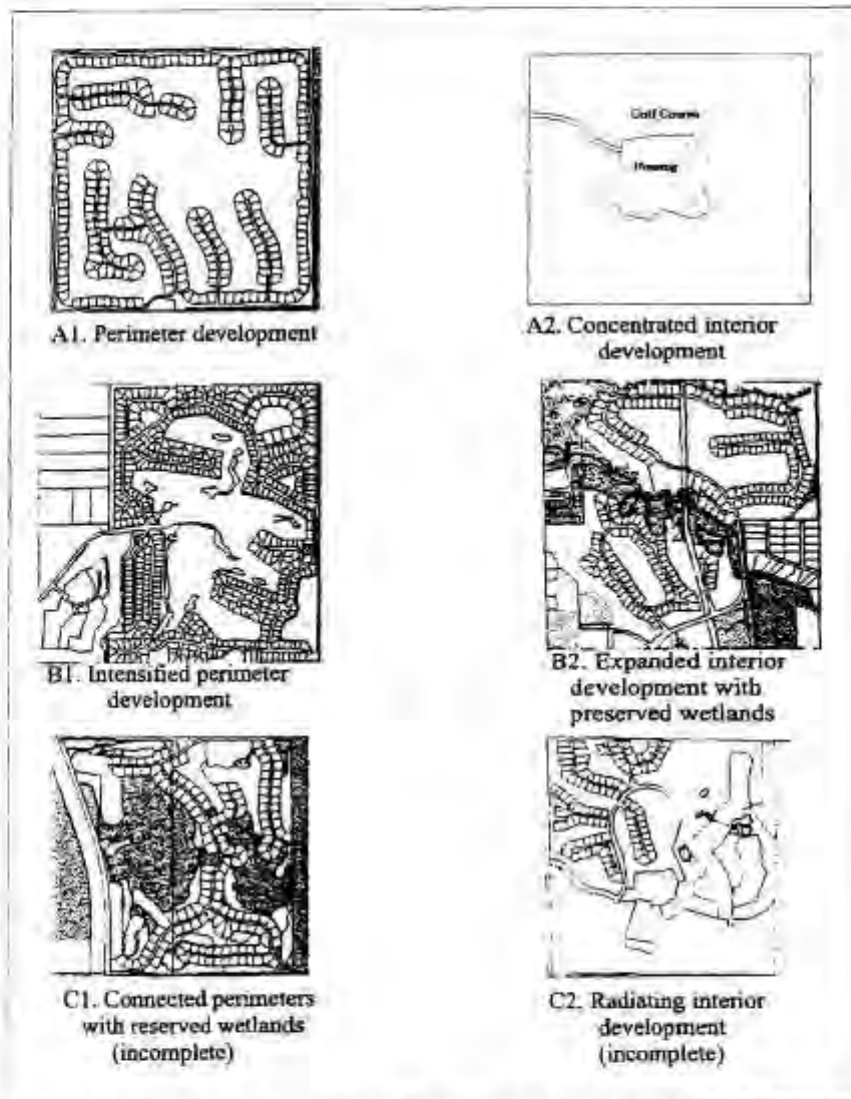 Golf Course
Housing
A1. Perimeter development
A2. Concentrated interior
development
B1. Intensified perimeter
development
B2. Expanded interior
development with
preserved wetlands
C1. Connected perimeters
with reserved wetlands
(incomplete)
C2. Radiating interior
development
(incomplete)